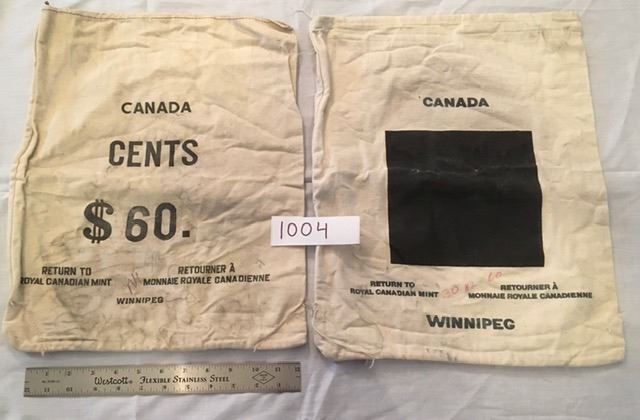 CANADA
CENTS
$60.
RETURN TO
ROYAL CANADIAN MINT
RETOURNER À
MONNAIE ROYALE CANADIENNE
WINNIPEG
1004
CANADA
RETURN TO
ROYAL CANADIAN MINT
RETOURNER À
MONNAIE ROYALE CANADIENNE
WINNIPEG
Westcott FLEXIBLE STAINLESS STEEL